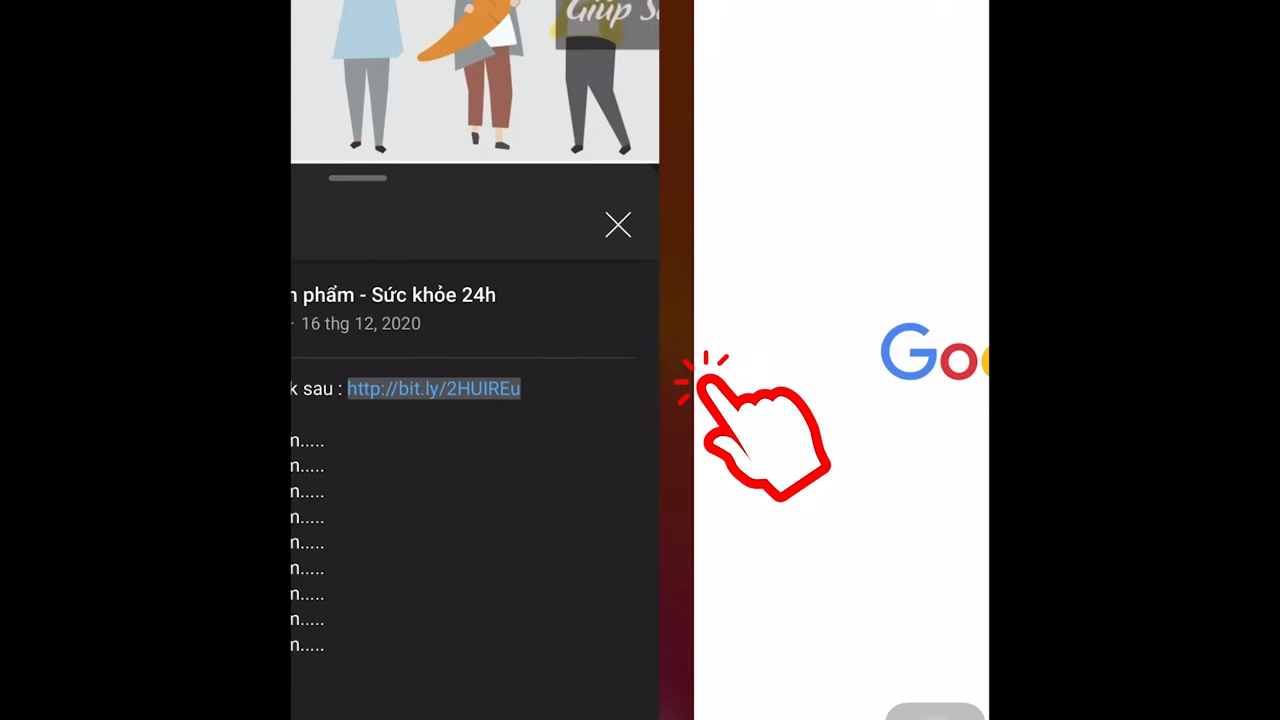 Giúp
n phẩm - Sức khỏe 24h
· 16 thg 12, 2020
k sau : http://bit.ly/2HUIREu
m.....
m.....
m.....
m.....
m.....
m.....
m.....
m.....
m.....
Goo